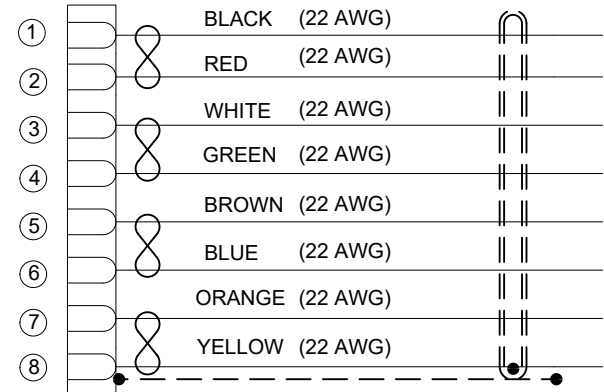 1 BLACK (22 AWG)
2 RED (22 AWG)
3 WHITE (22 AWG)
4 GREEN (22 AWG)
5 BROWN (22 AWG)
6 BLUE (22 AWG)
7 ORANGE (22 AWG)
8 YELLOW (22 AWG)